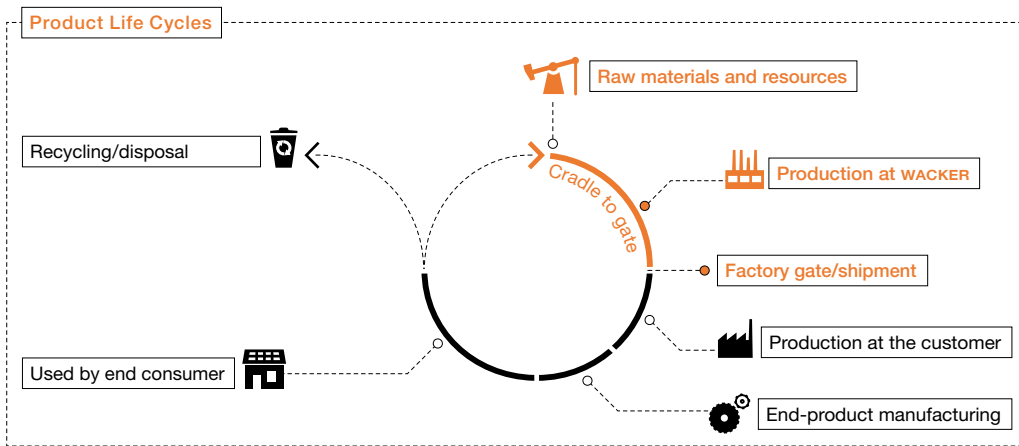 Product Life Cycles
Raw materials and resources
Recycling/disposal
Cradle to gate
Production at WACKER
Factory gate/shipment
Production at the customer
Used by end consumer
End-product manufacturing